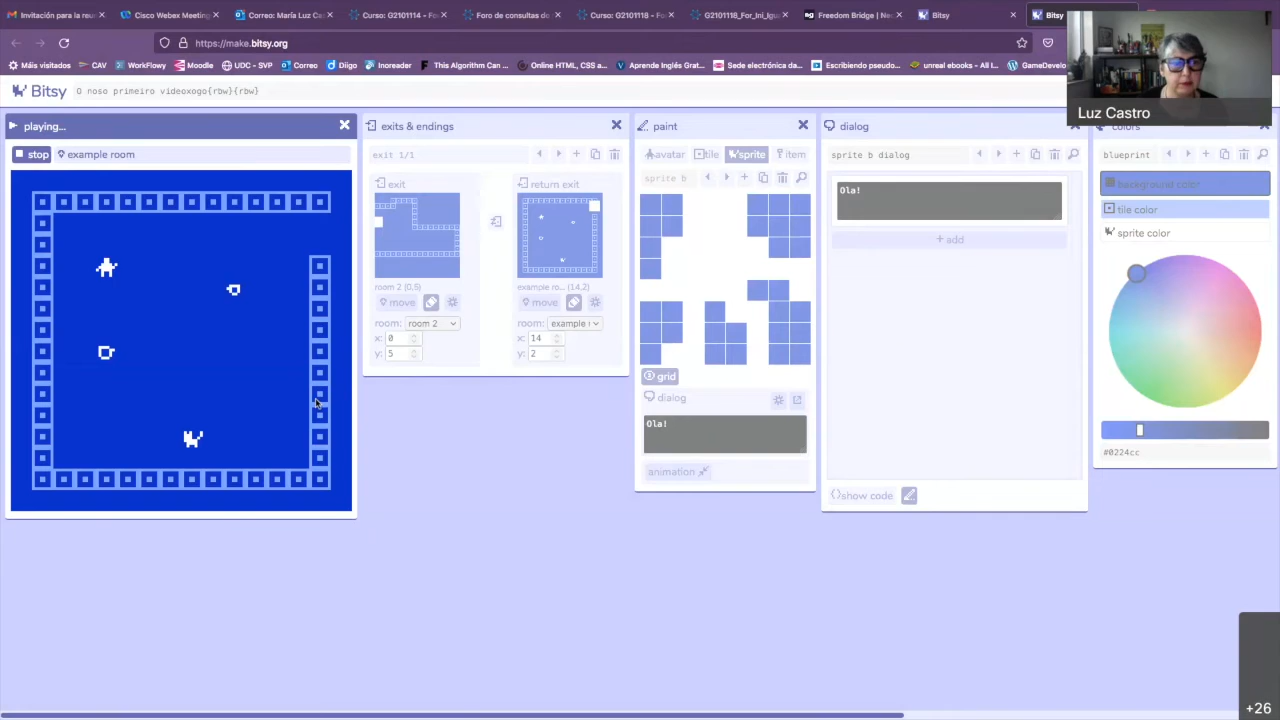 Invitación para la reu
Cisco Webex Meeting
Correo: María Luz Cas
Curso: G2101114 - Fo
Foro de consultas d
Curso: G2101118 - Fo
G2101118_For_Ini_Igu
Freedom Bridge | Ne
Bitsy
Bitsy
https://make.bitsy.org
Máis visitados
CAV
WorkFlowy
Moodle
UDC - SVP
Correo
Diigo
Inoreader
This Algorithm Can ...
Online HTML, CSS a...
Aprende Inglés Grat...
Sede electrónica da...
Escribiendo pseudo...
unreal ebooks - All I...
GameDevelo
Luz Castro
Bitsy
O noso primeiro videoxogo{rbw}{rbw}
playing...
stop
example room
exits & endings
exit 1/1
exit
return exit
room 2 (0,5)
example ro... (14,2)
move
move
room: room 2
room: example
x: 0
x: 14
y: 5
y: 2
paint
avatar
tile
sprite
item
sprite b
grid
dialog
Ola!
animation
dialog
sprite b dialog
Ola!
+ add
show code
colors
blueprint
background color
tile color
sprite color
#0224cc
+26